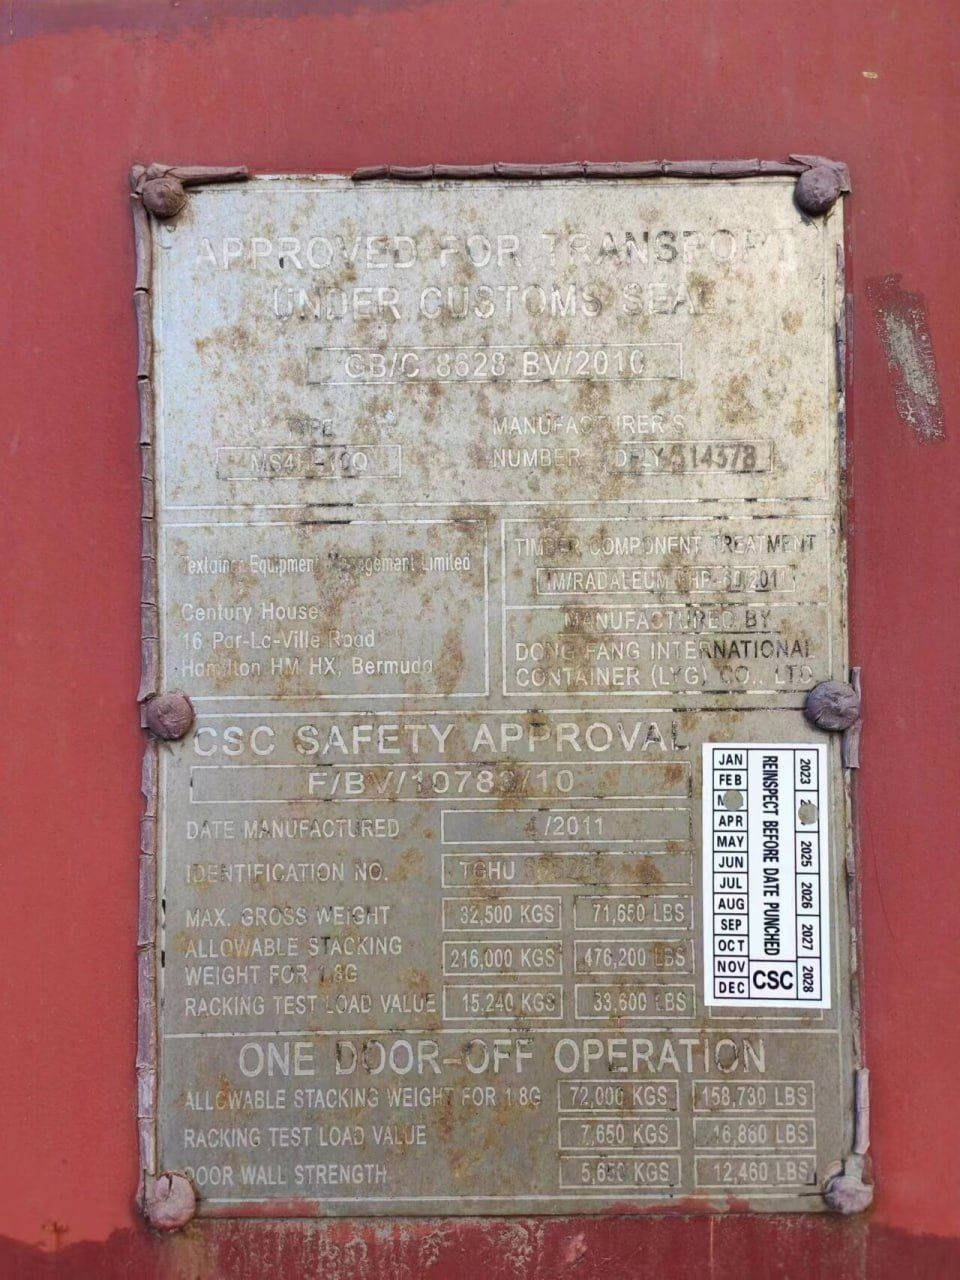 APPROVED FOR TRANSPORT
UNDER CUSTOMS SEAL
GB/C 8628 BV/2010
TYPE
MANUFACTURER'S
NUMBER
Textainer Equipment Management Limited
Century House
16 Par-La-Ville Road
Hamilton HM HX, Bermuda
TIMBER COMPONENT TREATMENT
IM/RADALEUM
MANUFACTURED BY
DONG FANG INTERNATIONAL
CONTAINER (LYG) CO., LTD
CSC SAFETY APPROVAL
DATE MANUFACTURED 4/2011
IDENTIFICATION NO. TGHU
MAX. GROSS WEIGHT 32,500 KGS 71,650 LBS
ALLOWABLE STACKING
WEIGHT FOR 1.8G 216,000 KGS 476,200 LBS
RACKING TEST LOAD VALUE 15,240 KGS 33,600 LBS
JAN
FEB
APR
MAY
JUN
JUL
AUG
SEP
OCT
NOV
DEC
REINSPECT BEFORE DATE PUNCHED
CSC
2023
2025
2026
2027
2028
ONE DOOR-OFF OPERATION
ALLOWABLE STACKING WEIGHT FOR 1.8G 72,000 KGS 158,730 LBS
RACKING TEST LOAD VALUE 7,650 KGS 16,860 LBS
DOOR WALL STRENGTH 5,650 KGS 12,460 LBS